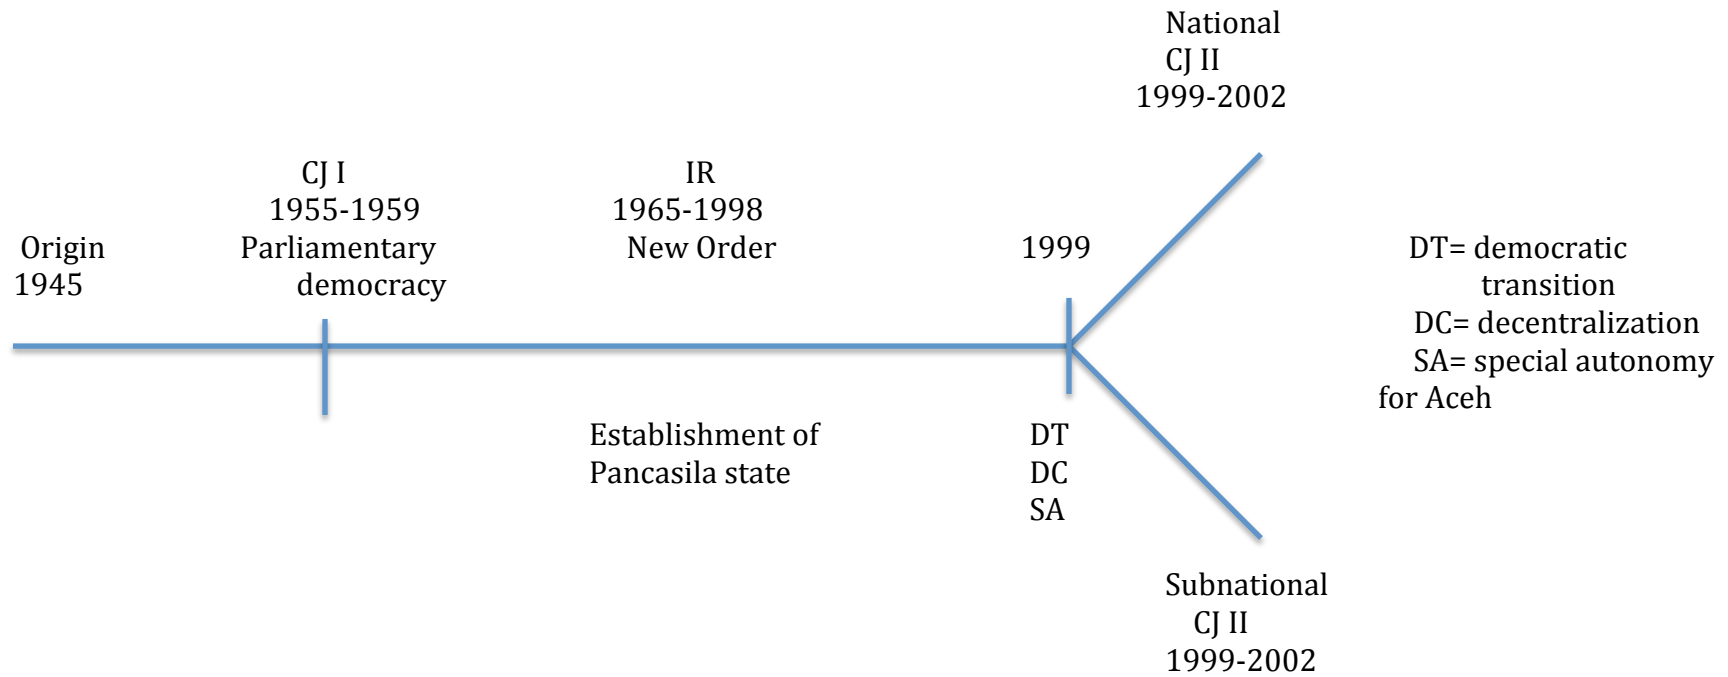 National
CJ II
1999-2002
CJ I
1955-1959
Parliamentary
democracy
IR
1965-1998
New Order
Origin
1945
1999
DT= democratic
transition
DC= decentralization
SA= special autonomy
for Aceh
Establishment of
Pancasila state
DT
DC
SA
Subnational
CJ II
1999-2002